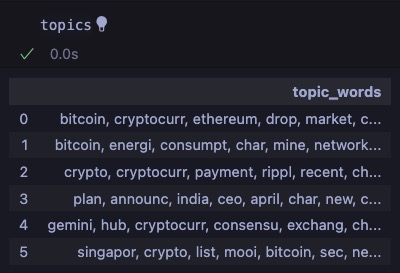 topics
0.0s
topic_words
0 bitcoin, cryptocurr, ethereum, drop, market, c...
1 bitcoin, energi, consumpt, char, mine, network...
2 crypto, cryptocurr, payment, rippl, recent, ch...
3 plan, announc, india, ceo, april, char, new, c...
4 gemini, hub, cryptocurr, consensu, exchang, ch...
5 singapor, crypto, list, mooi, bitcoin, sec, ne...